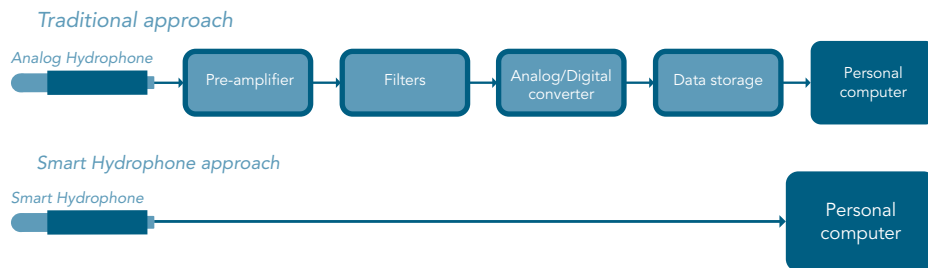 Traditional approach
Analog Hydrophone
Pre-amplifier
Filters
Analog/Digital
converter
Data storage
Personal
computer
Smart Hydrophone approach
Smart Hydrophone
Personal
computer